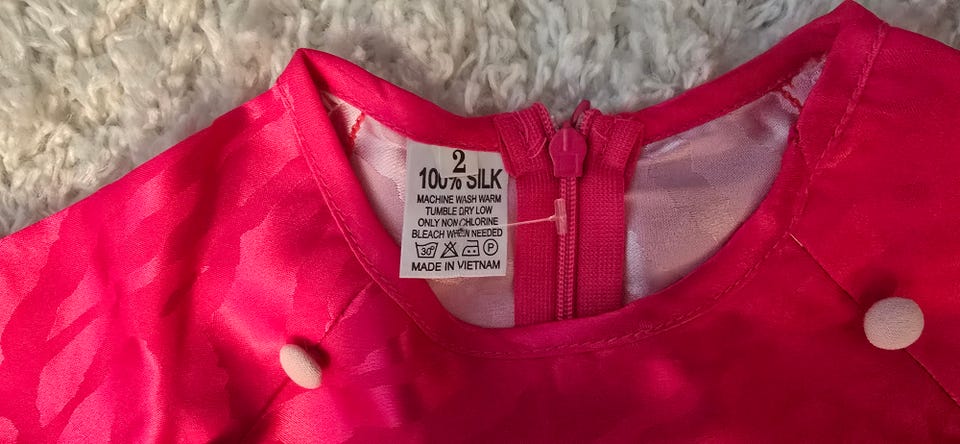 2
100% SILK
MACHINE WASH WARM
TUMBLE DRY LOW
ONLY NON CHLORINE
BLEACH WHEN NEEDED
30° P
MADE IN VIETNAM